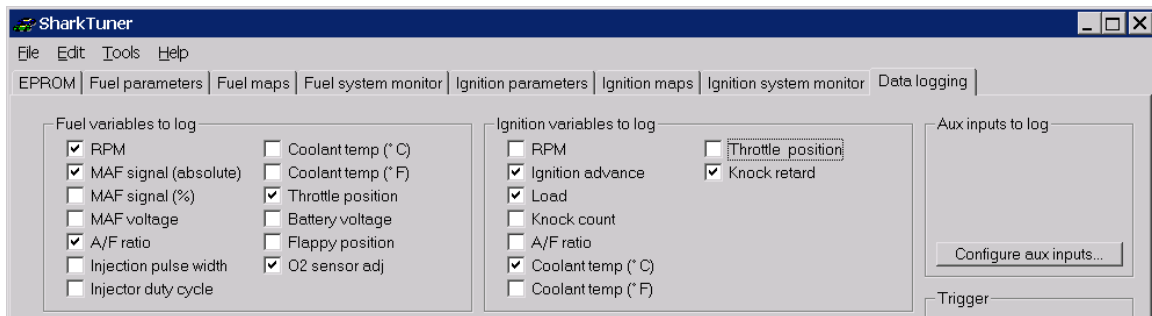 SharkTuner
File Edit Tools Help
EPROM Fuel parameters Fuel maps Fuel system monitor Ignition parameters Ignition maps Ignition system monitor Data logging
Fuel variables to log
RPM
MAF signal (absolute)
MAF signal (%)
MAF voltage
A/F ratio
Injection pulse width
Injector duty cycle
Coolant temp (° C)
Coolant temp (° F)
Throttle position
Battery voltage
Flappy position
O2 sensor adj
Ignition variables to log
RPM
Ignition advance
Load
Knock count
A/F ratio
Coolant temp (° C)
Coolant temp (° F)
Throttle position
Knock retard
Aux inputs to log
Configure aux inputs...
Trigger